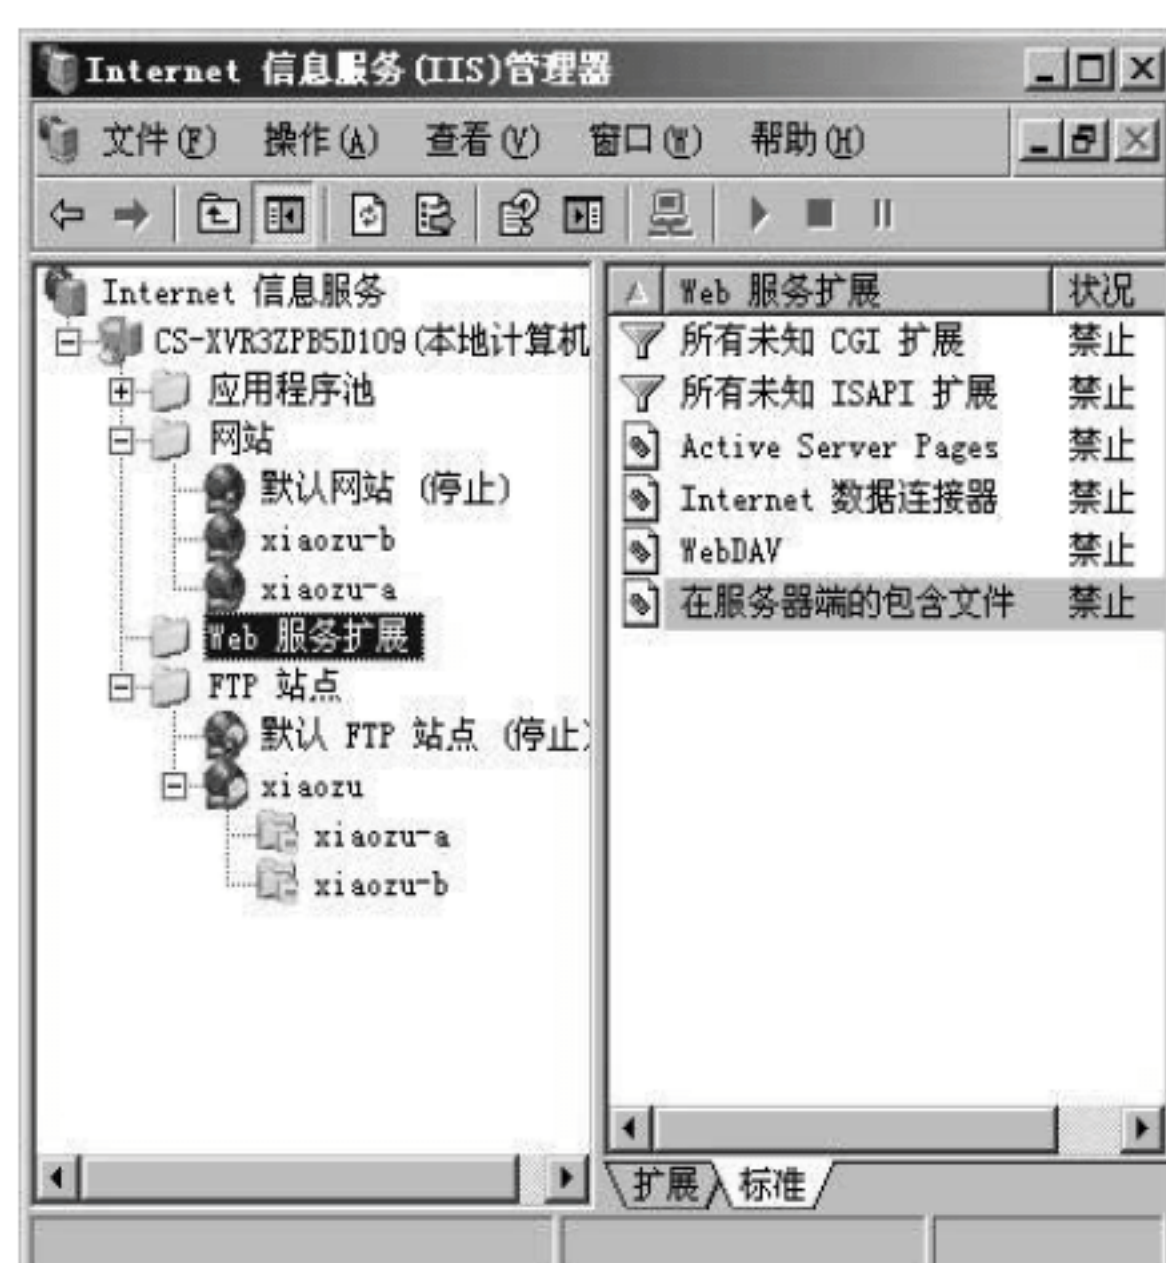 Internet 信息服务(IIS)管理器
文件(F) 操作(A) 查看(V) 窗口(W) 帮助(H)
Internet 信息服务
CS-XVR3ZPB5D109(本地计算机
应用程序池
网站
默认网站 (停止)
xiaozu-b
xiaozu-a
Web 服务扩展
FTP 站点
默认 FTP 站点 (停止)
xiaozu
xiaozu-a
xiaozu-b
Web 服务扩展 状况
所有未知 CGI 扩展 禁止
所有未知 ISAPI 扩展 禁止
Active Server Pages 禁止
Internet 数据连接器 禁止
WebDAV 禁止
在服务器端的包含文件 禁止
扩展 标准